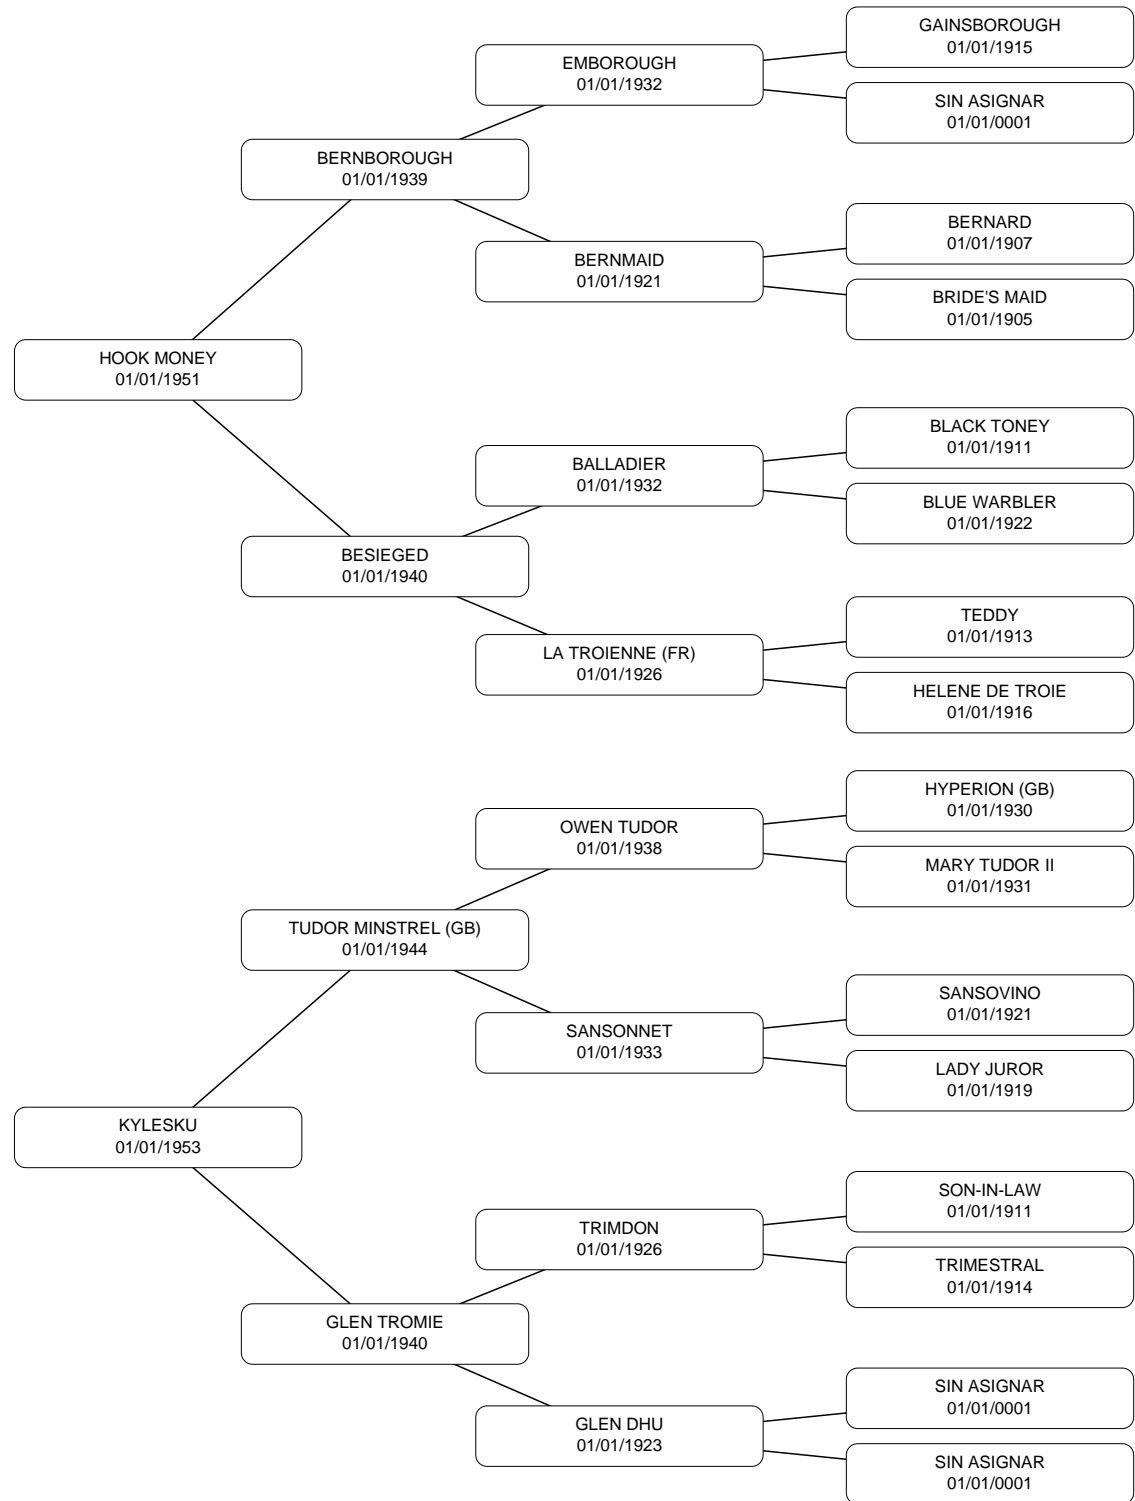 GAINSBOROUGH
01/01/1915
EMBOROUGH
01/01/1932
SIN ASIGNAR
01/01/0001
BERNBOROUGH
01/01/1939
BERNARD
01/01/1907
BERNMAID
01/01/1921
BRIDE'S MAID
01/01/1905
HOOK MONEY
01/01/1951
BLACK TONEY
01/01/1911
BALLADIER
01/01/1932
BLUE WARBLER
01/01/1922
BESIEGED
01/01/1940
TEDDY
01/01/1913
LA TROIENNE (FR)
01/01/1926
HELENE DE TROIE
01/01/1916
HYPERION (GB)
01/01/1930
OWEN TUDOR
01/01/1938
MARY TUDOR II
01/01/1931
TUDOR MINSTREL (GB)
01/01/1944
SANSOVINO
01/01/1921
SANSONNET
01/01/1933
LADY JUROR
01/01/1919
KYLESKU
01/01/1953
SON-IN-LAW
01/01/1911
TRIMDON
01/01/1926
TRIMESTRAL
01/01/1914
GLEN TROMIE
01/01/1940
SIN ASIGNAR
01/01/0001
GLEN DHU
01/01/1923
SIN ASIGNAR
01/01/0001